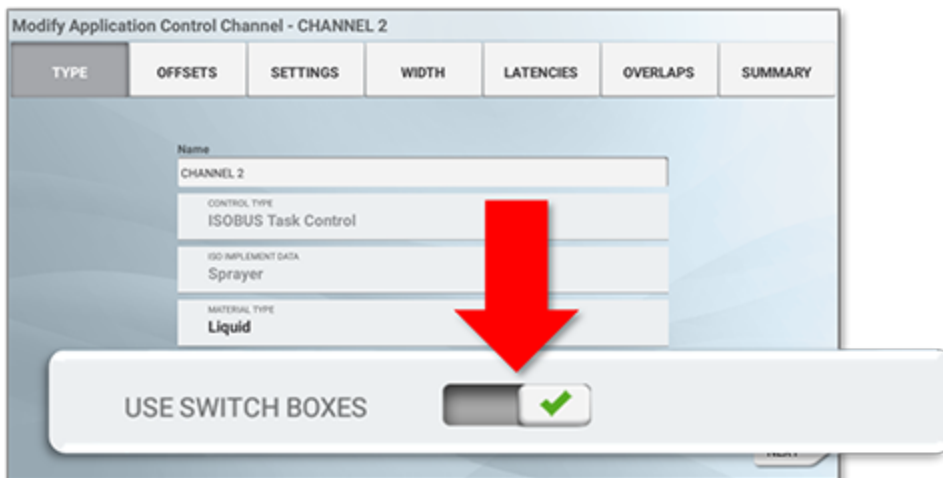 Modify Application Control Channel - CHANNEL 2
TYPE OFFSETS SETTINGS WIDTH LATENCIES OVERLAPS SUMMARY
Name
CHANNEL 2
CONTROL TYPE
ISOBUS Task Control
ISO IMPLEMENT DATA
Sprayer
MATERIAL TYPE
Liquid
USE SWITCH BOXES
NEXT